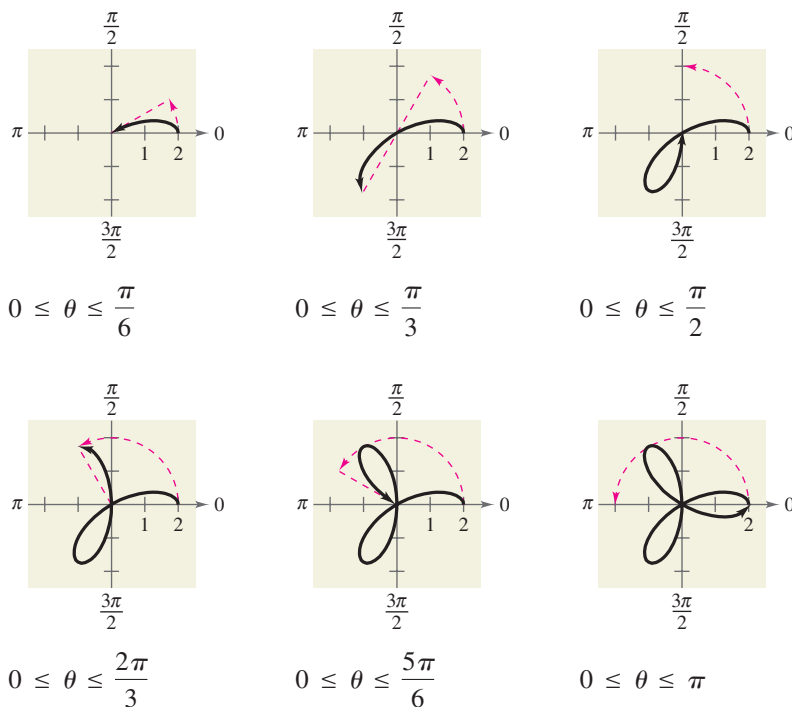 π/2 π/2 π/2
π 1 2 0 π 1 2 0 π 1 2 0
3π/2 3π/2 3π/2
0 ≤ θ ≤ π/6 0 ≤ θ ≤ π/3 0 ≤ θ ≤ π/2
π/2 π/2 π/2
π 1 2 0 π 1 2 0 π 1 2 0
3π/2 3π/2 3π/2
0 ≤ θ ≤ 2π/3 0 ≤ θ ≤ 5π/6 0 ≤ θ ≤ π